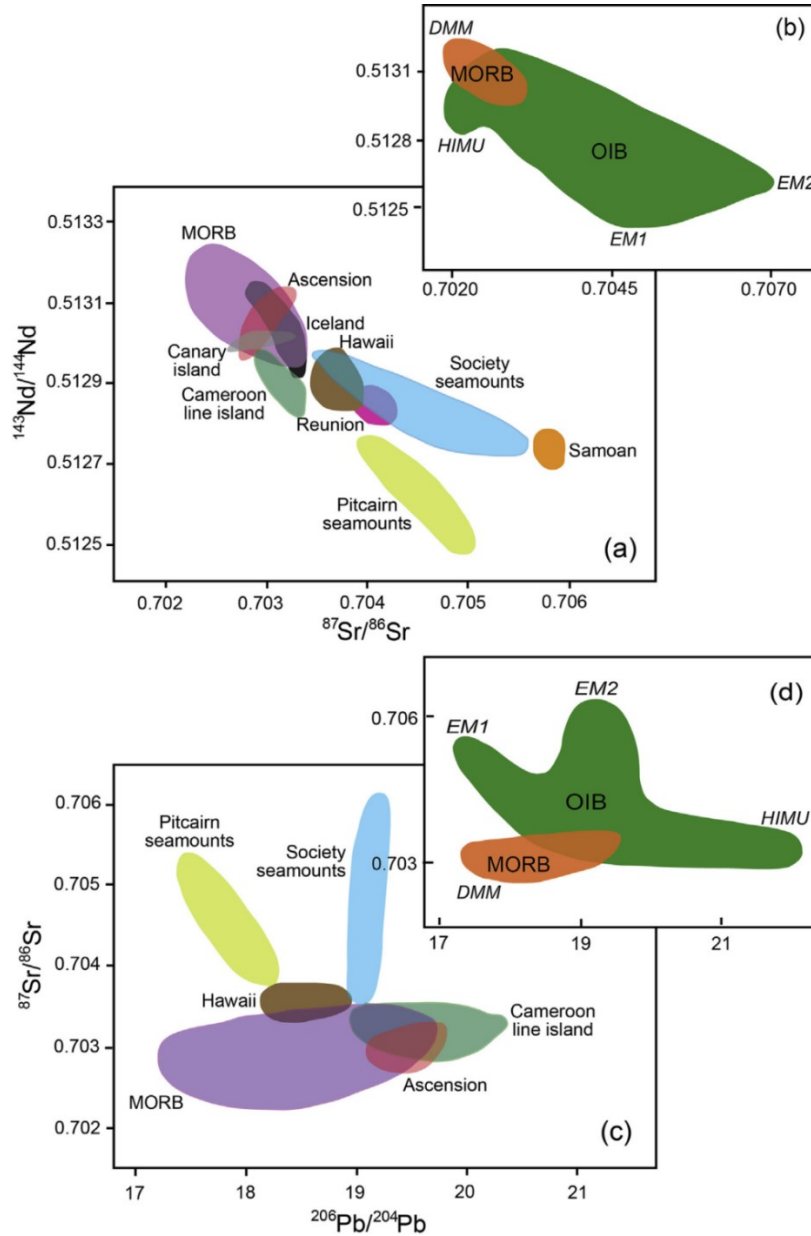 (b)
DMM
0.5131
MORB
0.5128
HIMU
OIB
EM2
0.5125
EM1
0.7020
0.7045
0.7070
0.5133
MORB
Ascension
0.5131
Iceland
Hawaii
Canary
island
Society
seamounts
0.5129
Cameroon
line island
Reunion
Samoan
0.5127
Pitcairn
seamounts
0.5125
(a)
0.702
0.703
0.704
0.705
0.706
¹⁴³Nd/¹⁴⁴Nd
⁸⁷Sr/⁸⁶Sr
(d)
EM2
0.706
EM1
OIB
HIMU
0.703
MORB
DMM
17
19
21
0.706
Pitcairn
seamounts
Society
seamounts
0.705
0.704
Hawaii
Cameroon
line island
0.703
Ascension
MORB
0.702
(c)
17
18
19
20
21
⁸⁷Sr/⁸⁶Sr
²⁰⁶Pb/²⁰⁴Pb